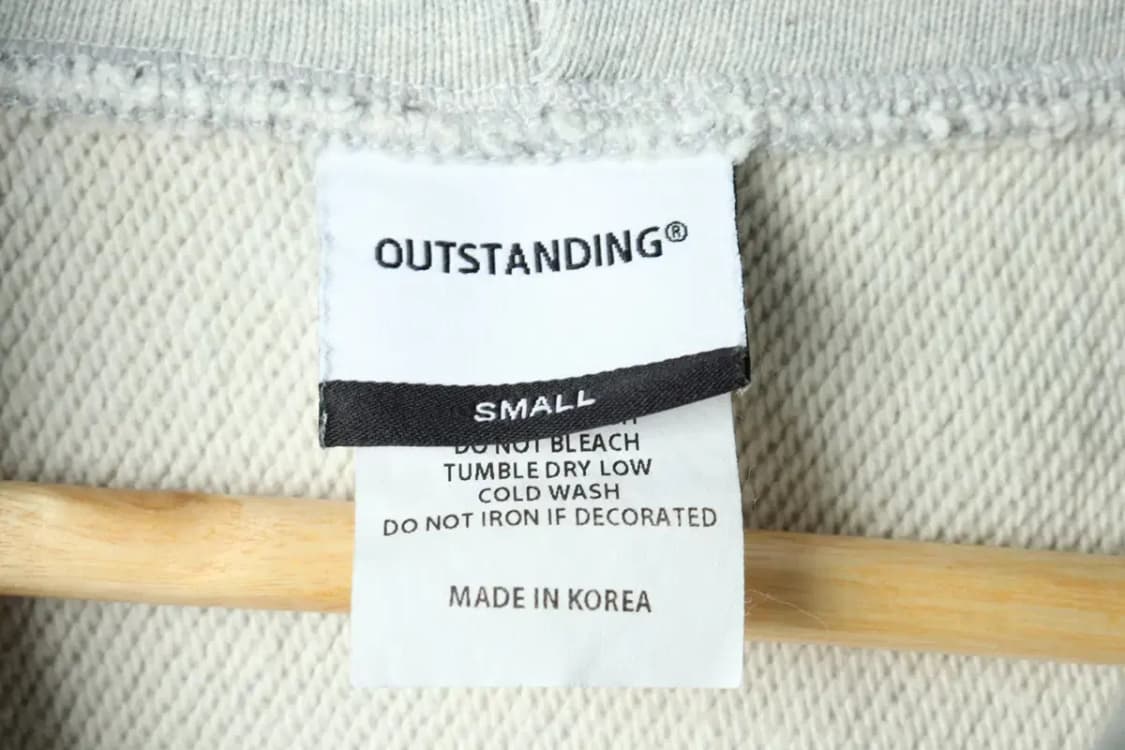 OUTSTANDING®
SMALL
DO NOT BLEACH
TUMBLE DRY LOW
COLD WASH
DO NOT IRON IF DECORATED
MADE IN KOREA